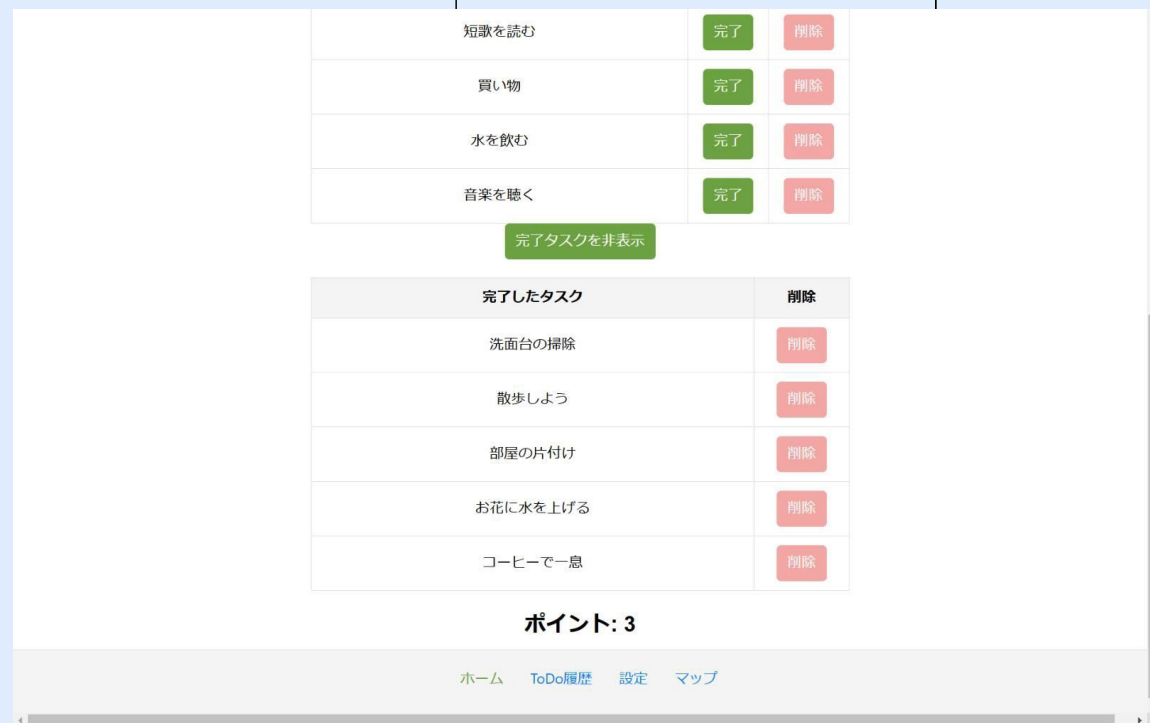 短歌を読む 完了 削除
買い物 完了 削除
水を飲む 完了 削除
音楽を聴く 完了 削除
完了タスクを非表示
完了したタスク 削除
洗面台の掃除 削除
散歩しよう 削除
部屋の片付け 削除
お花に水を上げる 削除
コーヒーで一息 削除
ポイント: 3
ホーム ToDo履歴 設定 マップ